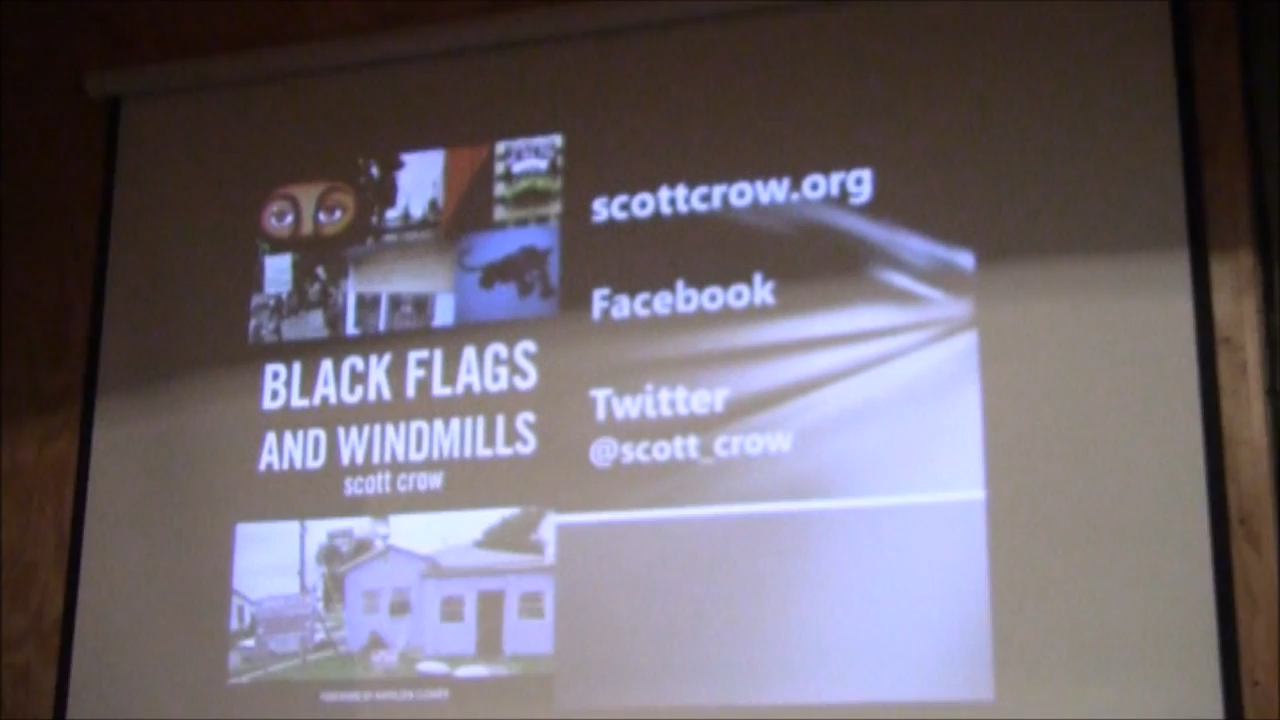 BLACK FLAGS
AND WINDMILLS
scott crow
scottcrow.org
Facebook
Twitter
@scott_crow